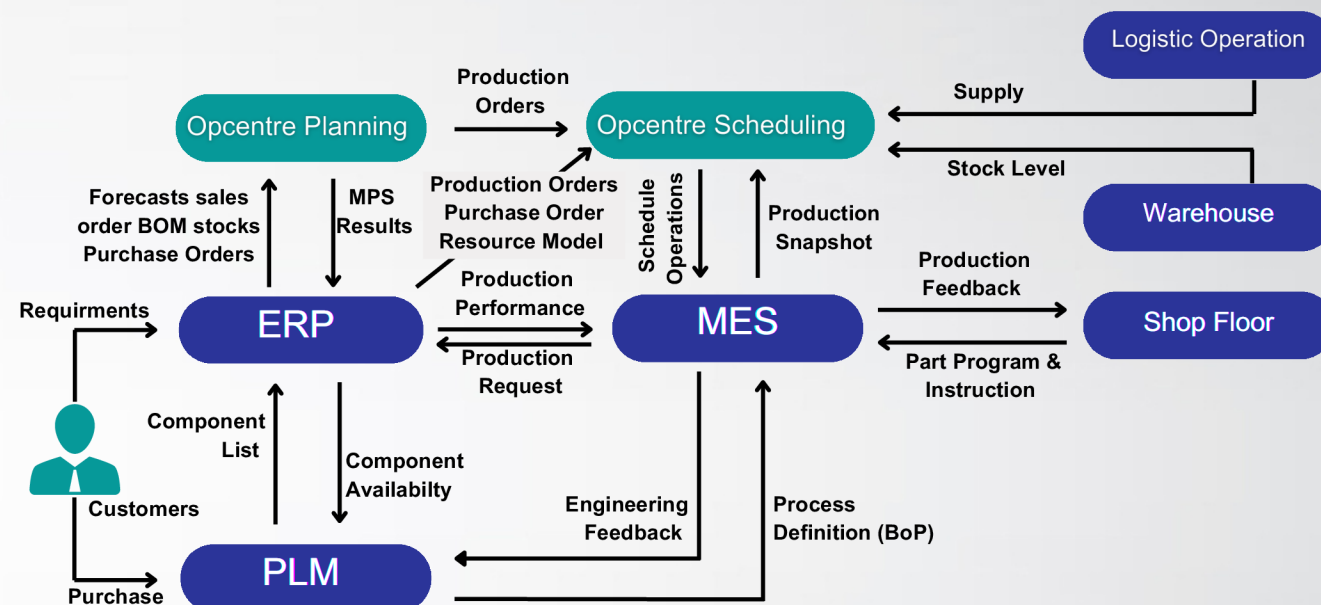 Logistic Operation
Production
Orders
Supply
Opcentre Planning
Opcentre Scheduling
Stock Level
Forecasts sales
order BOM stocks
Purchase Orders
MPS
Results
Production Orders
Purchase Order
Resource Model
Schedule
Operations
Production
Snapshot
Warehouse
Production
Feedback
Requirments
ERP
Production
Performance
MES
Shop Floor
Production
Request
Part Program &
Instruction
Component
List
Component
Availabilty
Customers
Engineering
Feedback
Process
Definition (BoP)
PLM
Purchase